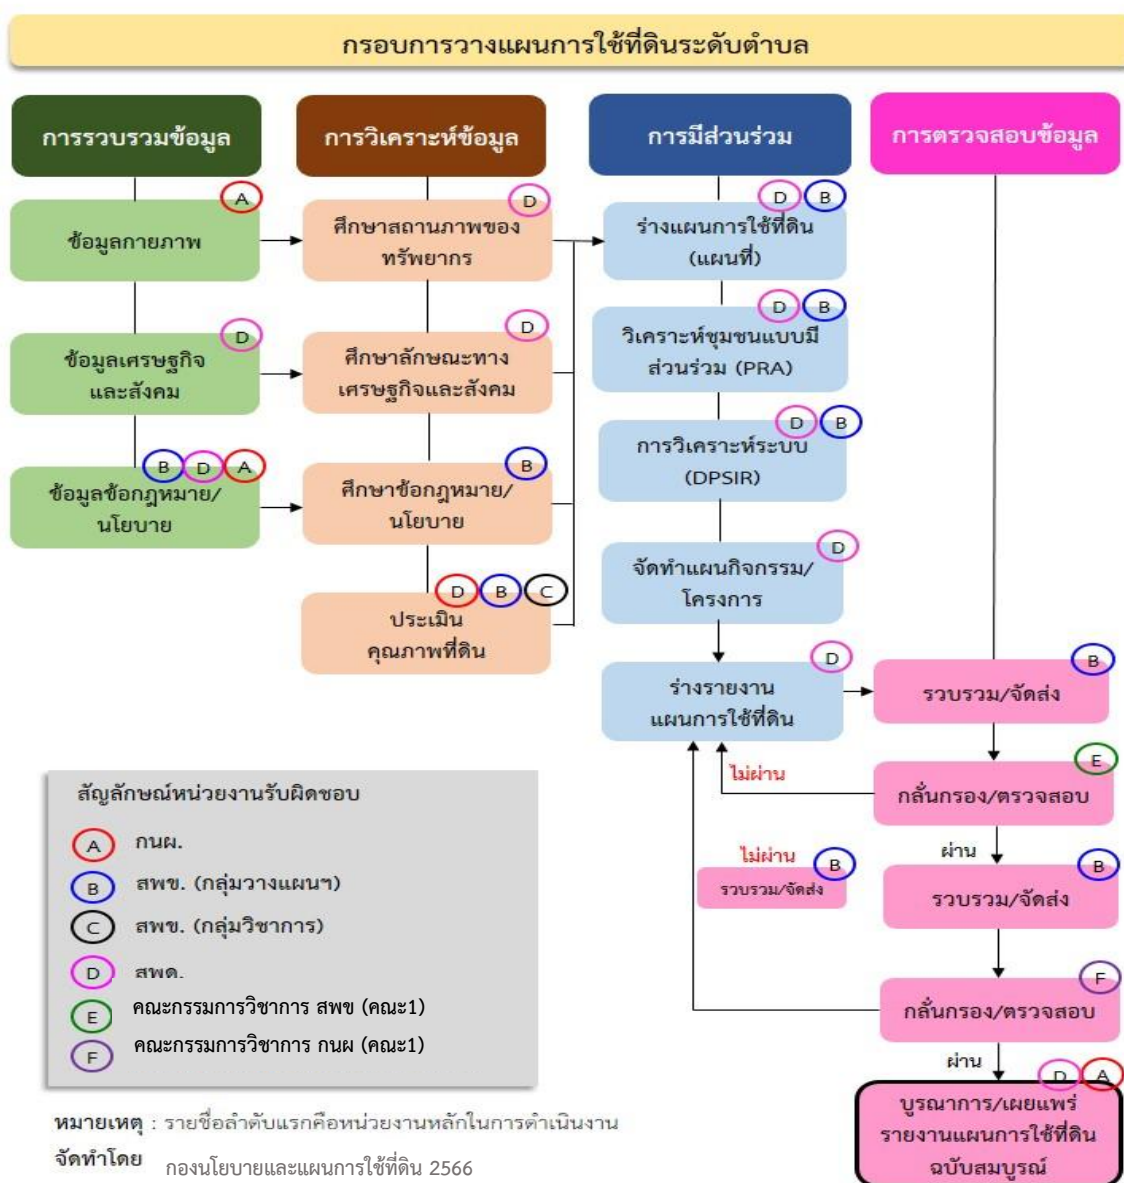 กรอบการวางแผนการใช้ที่ดินระดับตำบล
การรวบรวมข้อมูล
การวิเคราะห์ข้อมูล
การมีส่วนร่วม
การตรวจสอบข้อมูล
A
ข้อมูลกายภาพ
D
ข้อมูลเศรษฐกิจ
และสังคม
B D A
ข้อมูลข้อกฎหมาย/
นโยบาย
D
ศึกษาสถานภาพของ
ทรัพยากร
D
ศึกษาลักษณะทาง
เศรษฐกิจและสังคม
B
ศึกษาข้อกฎหมาย/
นโยบาย
D B C
ประเมิน
คุณภาพที่ดิน
D B
ร่างแผนการใช้ที่ดิน
(แผนที่)
D B
วิเคราะห์ชุมชนแบบมี
ส่วนร่วม (PRA)
D B
การวิเคราะห์ระบบ
(DPSIR)
D
จัดทำแผนกิจกรรม/
โครงการ
D
ร่างรายงาน
แผนการใช้ที่ดิน
B
รวบรวม/จัดส่ง
E
กลั่นกรอง/ตรวจสอบ
ไม่ผ่าน
ผ่าน
B
รวบรวม/จัดส่ง
ไม่ผ่าน
B
รวบรวม/จัดส่ง
F
กลั่นกรอง/ตรวจสอบ
ผ่าน
D A
บูรณาการ/เผยแพร่
รายงานแผนการใช้ที่ดิน
ฉบับสมบูรณ์
สัญลักษณ์หน่วยงานรับผิดชอบ
A กนผ.
B สพข. (กลุ่มวางแผนฯ)
C สพข. (กลุ่มวิชาการ)
D สพด.
E คณะกรรมการวิชาการ สพข (คณะ1)
F คณะกรรมการวิชาการ กนผ (คณะ1)
หมายเหตุ : รายชื่อลำดับแรกคือหน่วยงานหลักในการดำเนินงาน
จัดทำโดย กองนโยบายและแผนการใช้ที่ดิน 2566